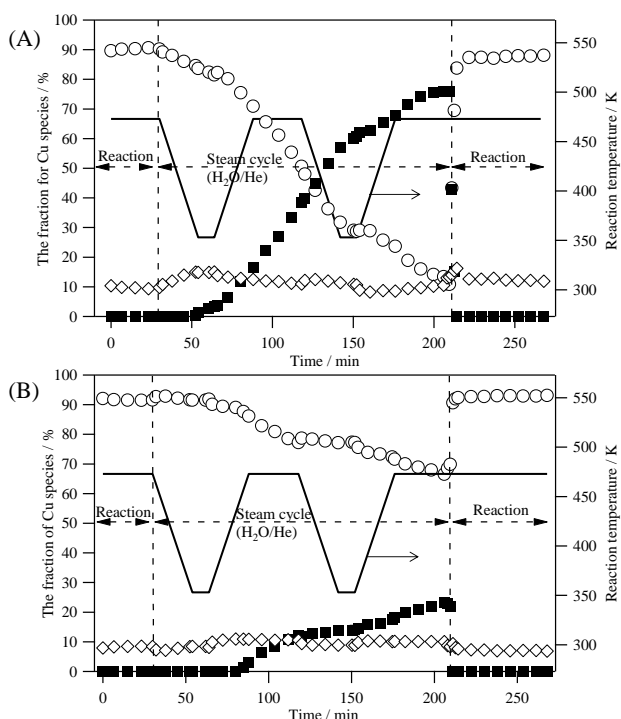 (A)
The fraction for Cu species / %
100
90
80
70
60
50
40
30
20
10
0
Reaction
Steam cycle
(H₂O/He)
Reaction
550
500
450
400
350
300
Reaction temperature / K
0
50
100
150
200
250
Time / min
(B)
The fraction of Cu species / %
100
90
80
70
60
50
40
30
20
10
0
Reaction
Steam cycle
(H₂O/He)
Reaction
550
500
450
400
350
300
Reaction temperature / K
0
50
100
150
200
250
Time / min